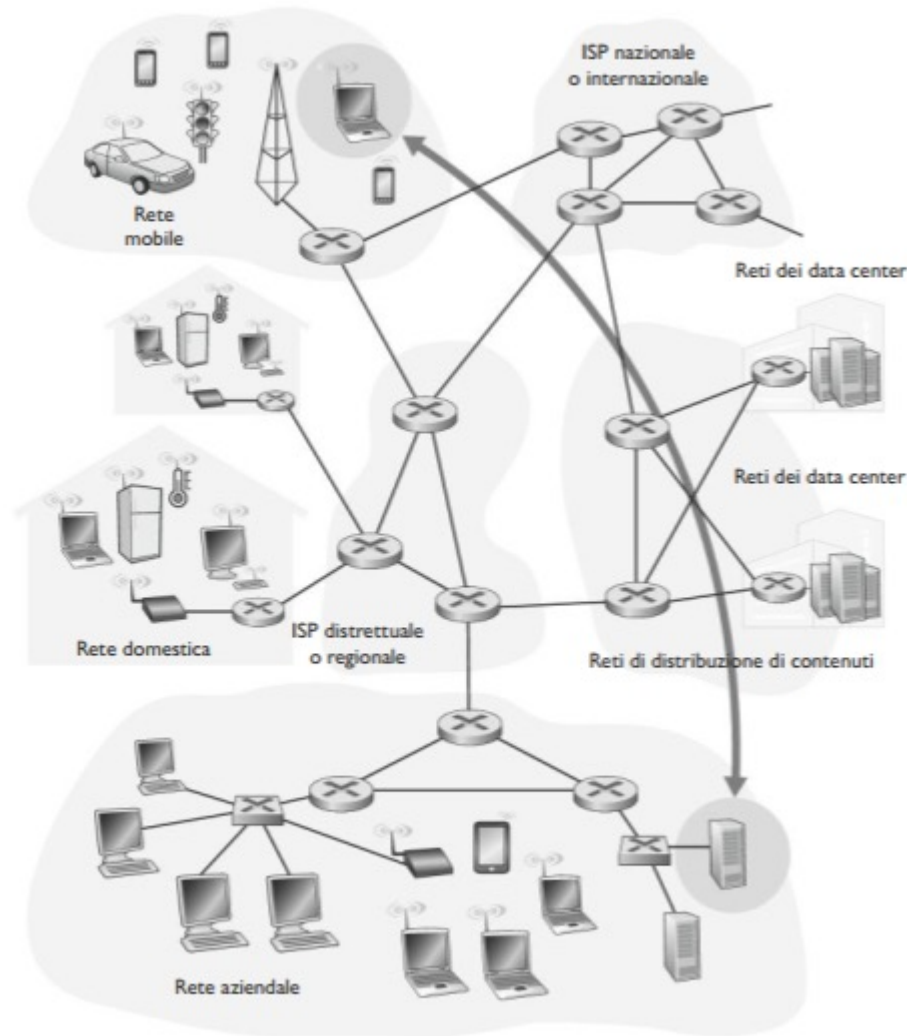 ISP nazionale
o internazionale
Rete
mobile
Reti dei data center
Reti dei data center
Rete domestica
ISP distrettuale
o regionale
Reti di distribuzione di contenuti
Rete aziendale